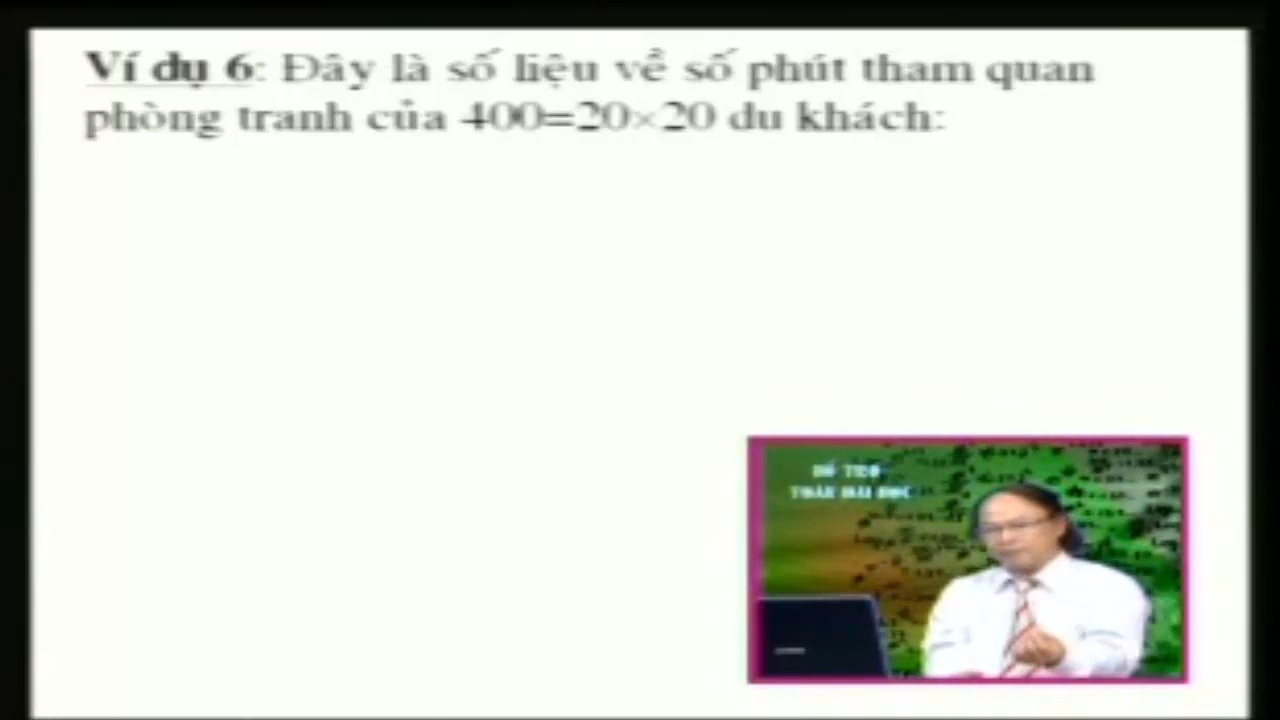 Ví dụ 6: Đây là số liệu về số phút tham quan
phòng tranh của 400=20×20 du khách: